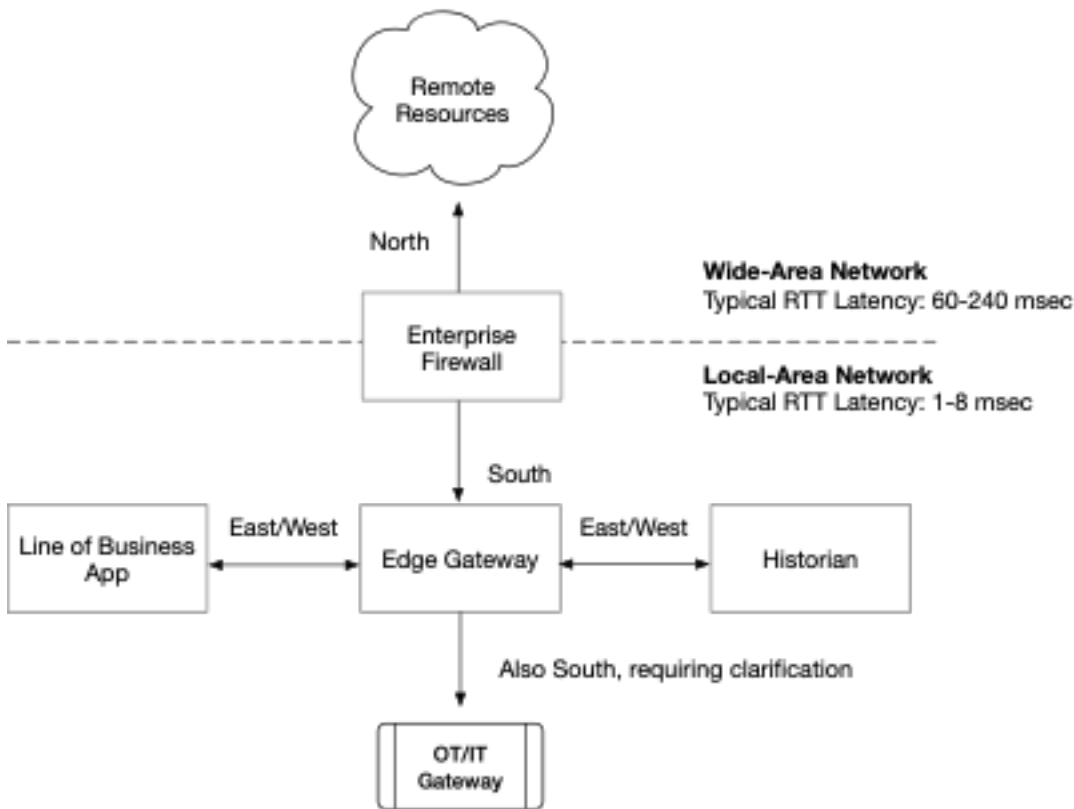 Remote
Resources
North
Wide-Area Network
Typical RTT Latency: 60-240 msec
Enterprise
Firewall
Local-Area Network
Typical RTT Latency: 1-8 msec
South
Line of Business
App
East/West
Edge Gateway
East/West
Historian
Also South, requiring clarification
OT/IT
Gateway